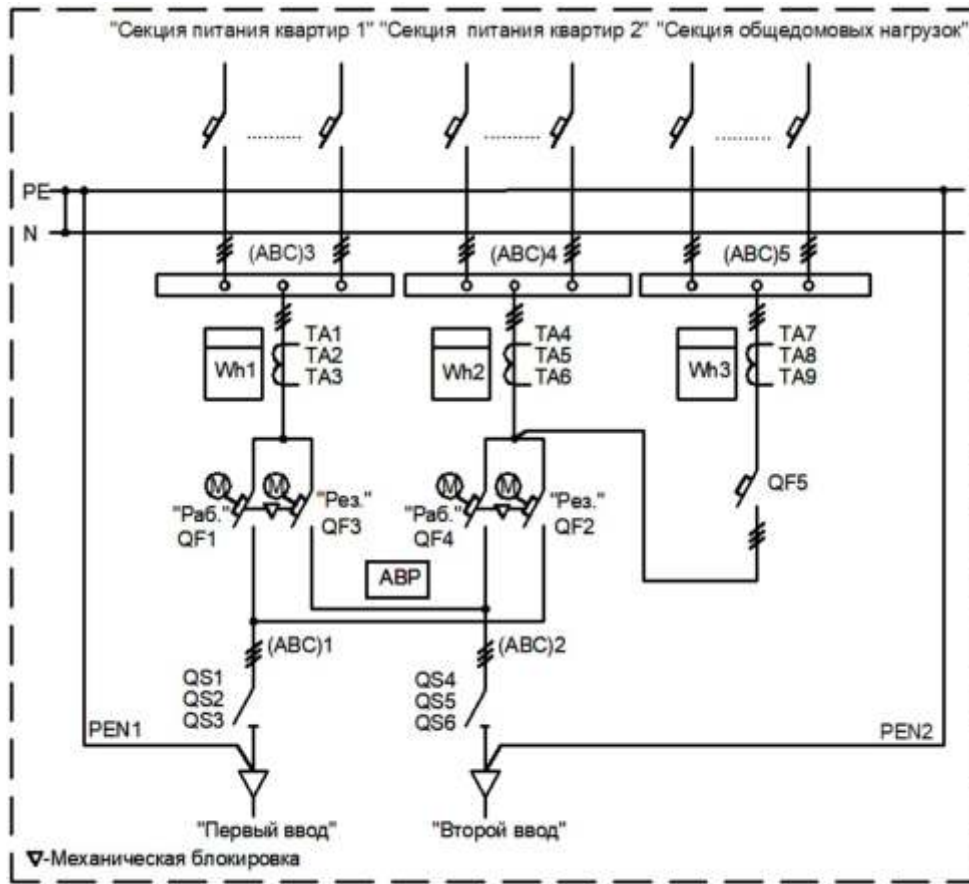 "Секция питания квартир 1" "Секция питания квартир 2" "Секция общедомовых нагрузок"
PE
N
(ABC)3
(ABC)4
(ABC)5
Wh1
TA1
TA2
TA3
Wh2
TA4
TA5
TA6
Wh3
TA7
TA8
TA9
M
M
"Раб."
QF1
"Рез."
QF3
M
M
"Раб."
QF4
"Рез."
QF2
QF5
АВР
(ABC)1
(ABC)2
QS1
QS2
QS3
QS4
QS5
QS6
PEN1
PEN2
"Первый ввод"
"Второй ввод"
-Механическая блокировка